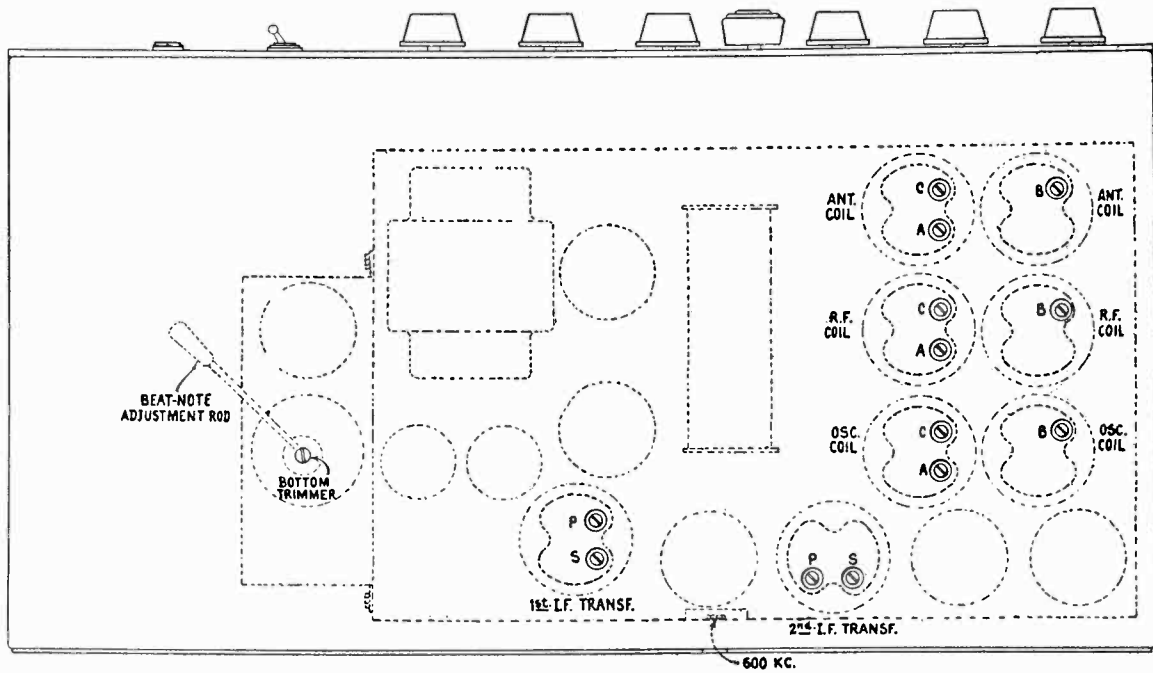 ANT.
COIL
C
A
B
ANT.
COIL
R.F.
COIL
C
A
B
R.F.
COIL
BEAT-NOTE
ADJUSTMENT ROD
OSC.
COIL
C
A
B
OSC.
COIL
BOTTOM
TRIMMER
P
S
1st I.F. TRANSF.
P S
2nd I.F. TRANSF.
600 KC.